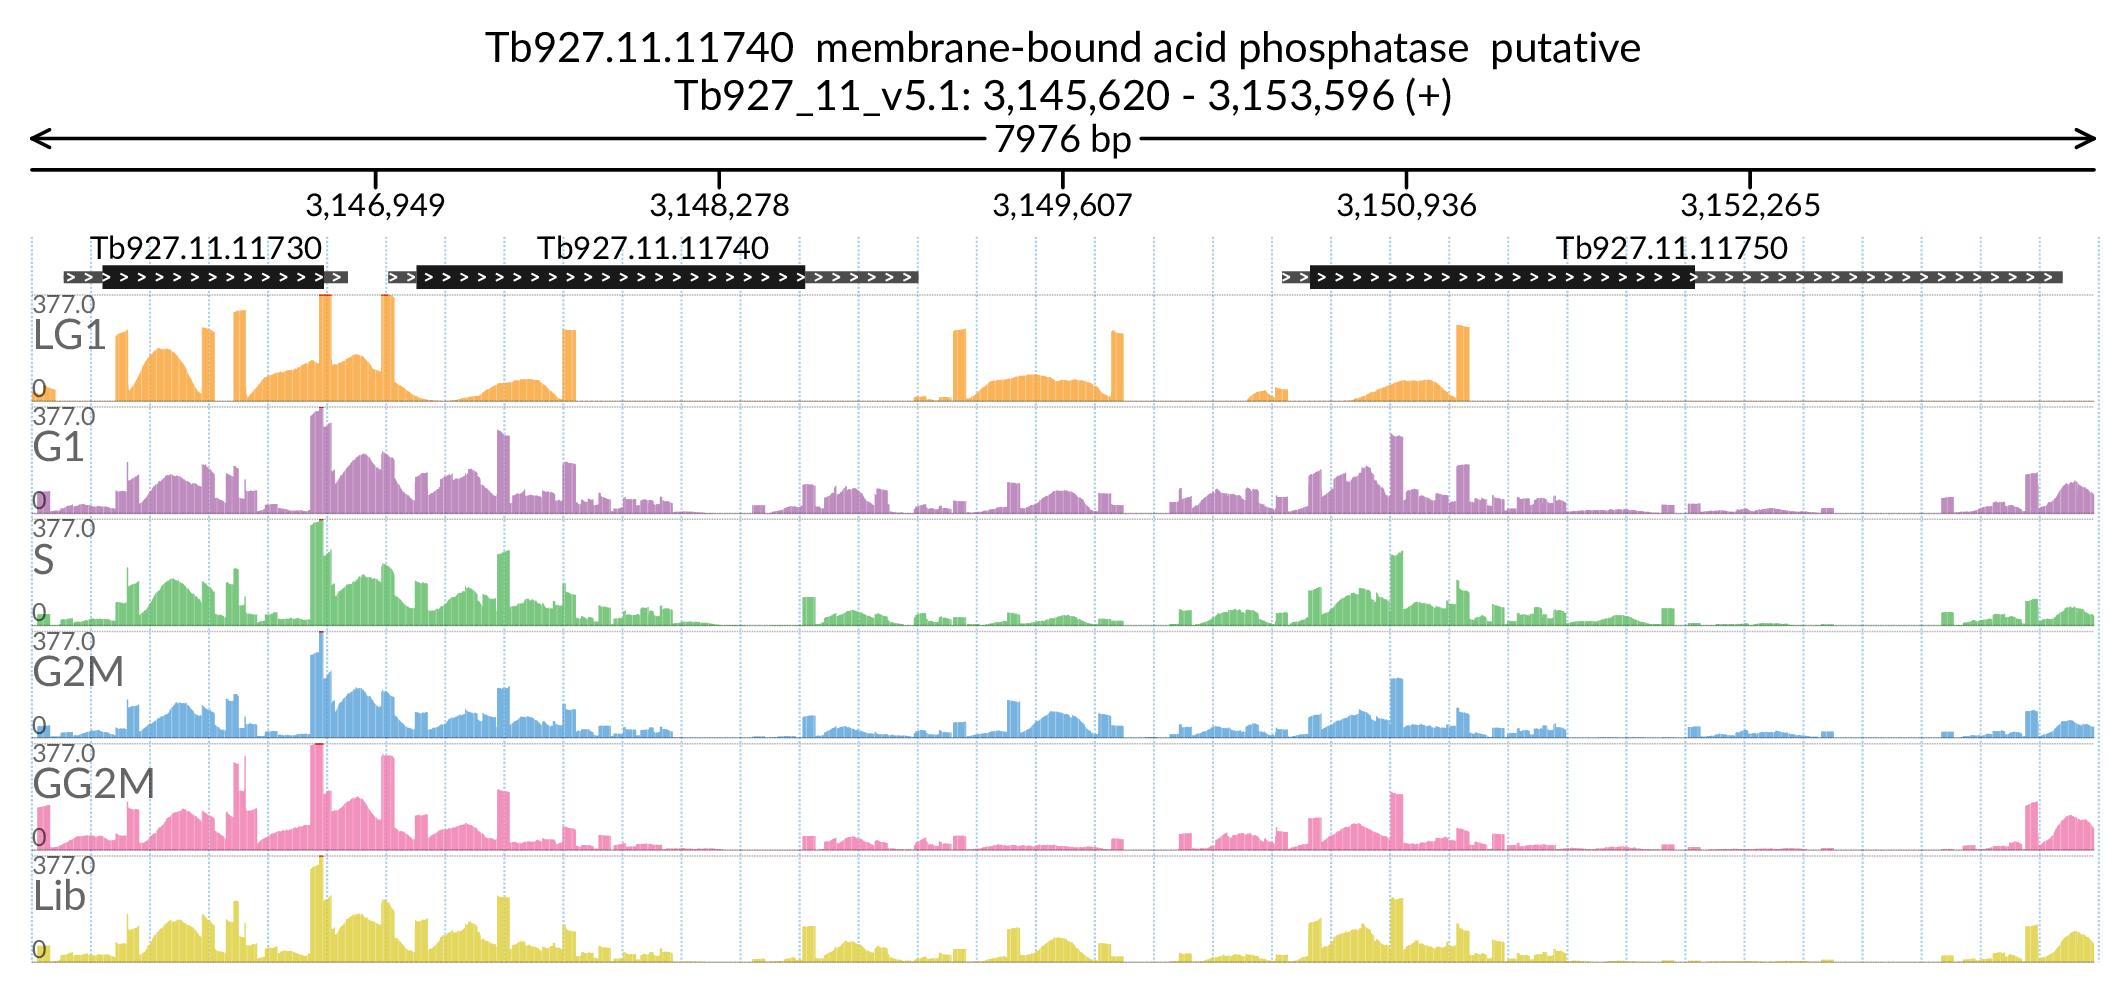 Tb927.11.11740 membrane-bound acid phosphatase putative
Tb927_11_v5.1: 3,145,620 - 3,153,596 (+)
7976 bp
3,146,949 3,148,278 3,149,607 3,150,936 3,152,265
Tb927.11.11730 Tb927.11.11740 Tb927.11.11750
377.0
LG1
0
377.0
G1
0
377.0
S
0
377.0
G2M
0
377.0
GG2M
0
377.0
Lib
0